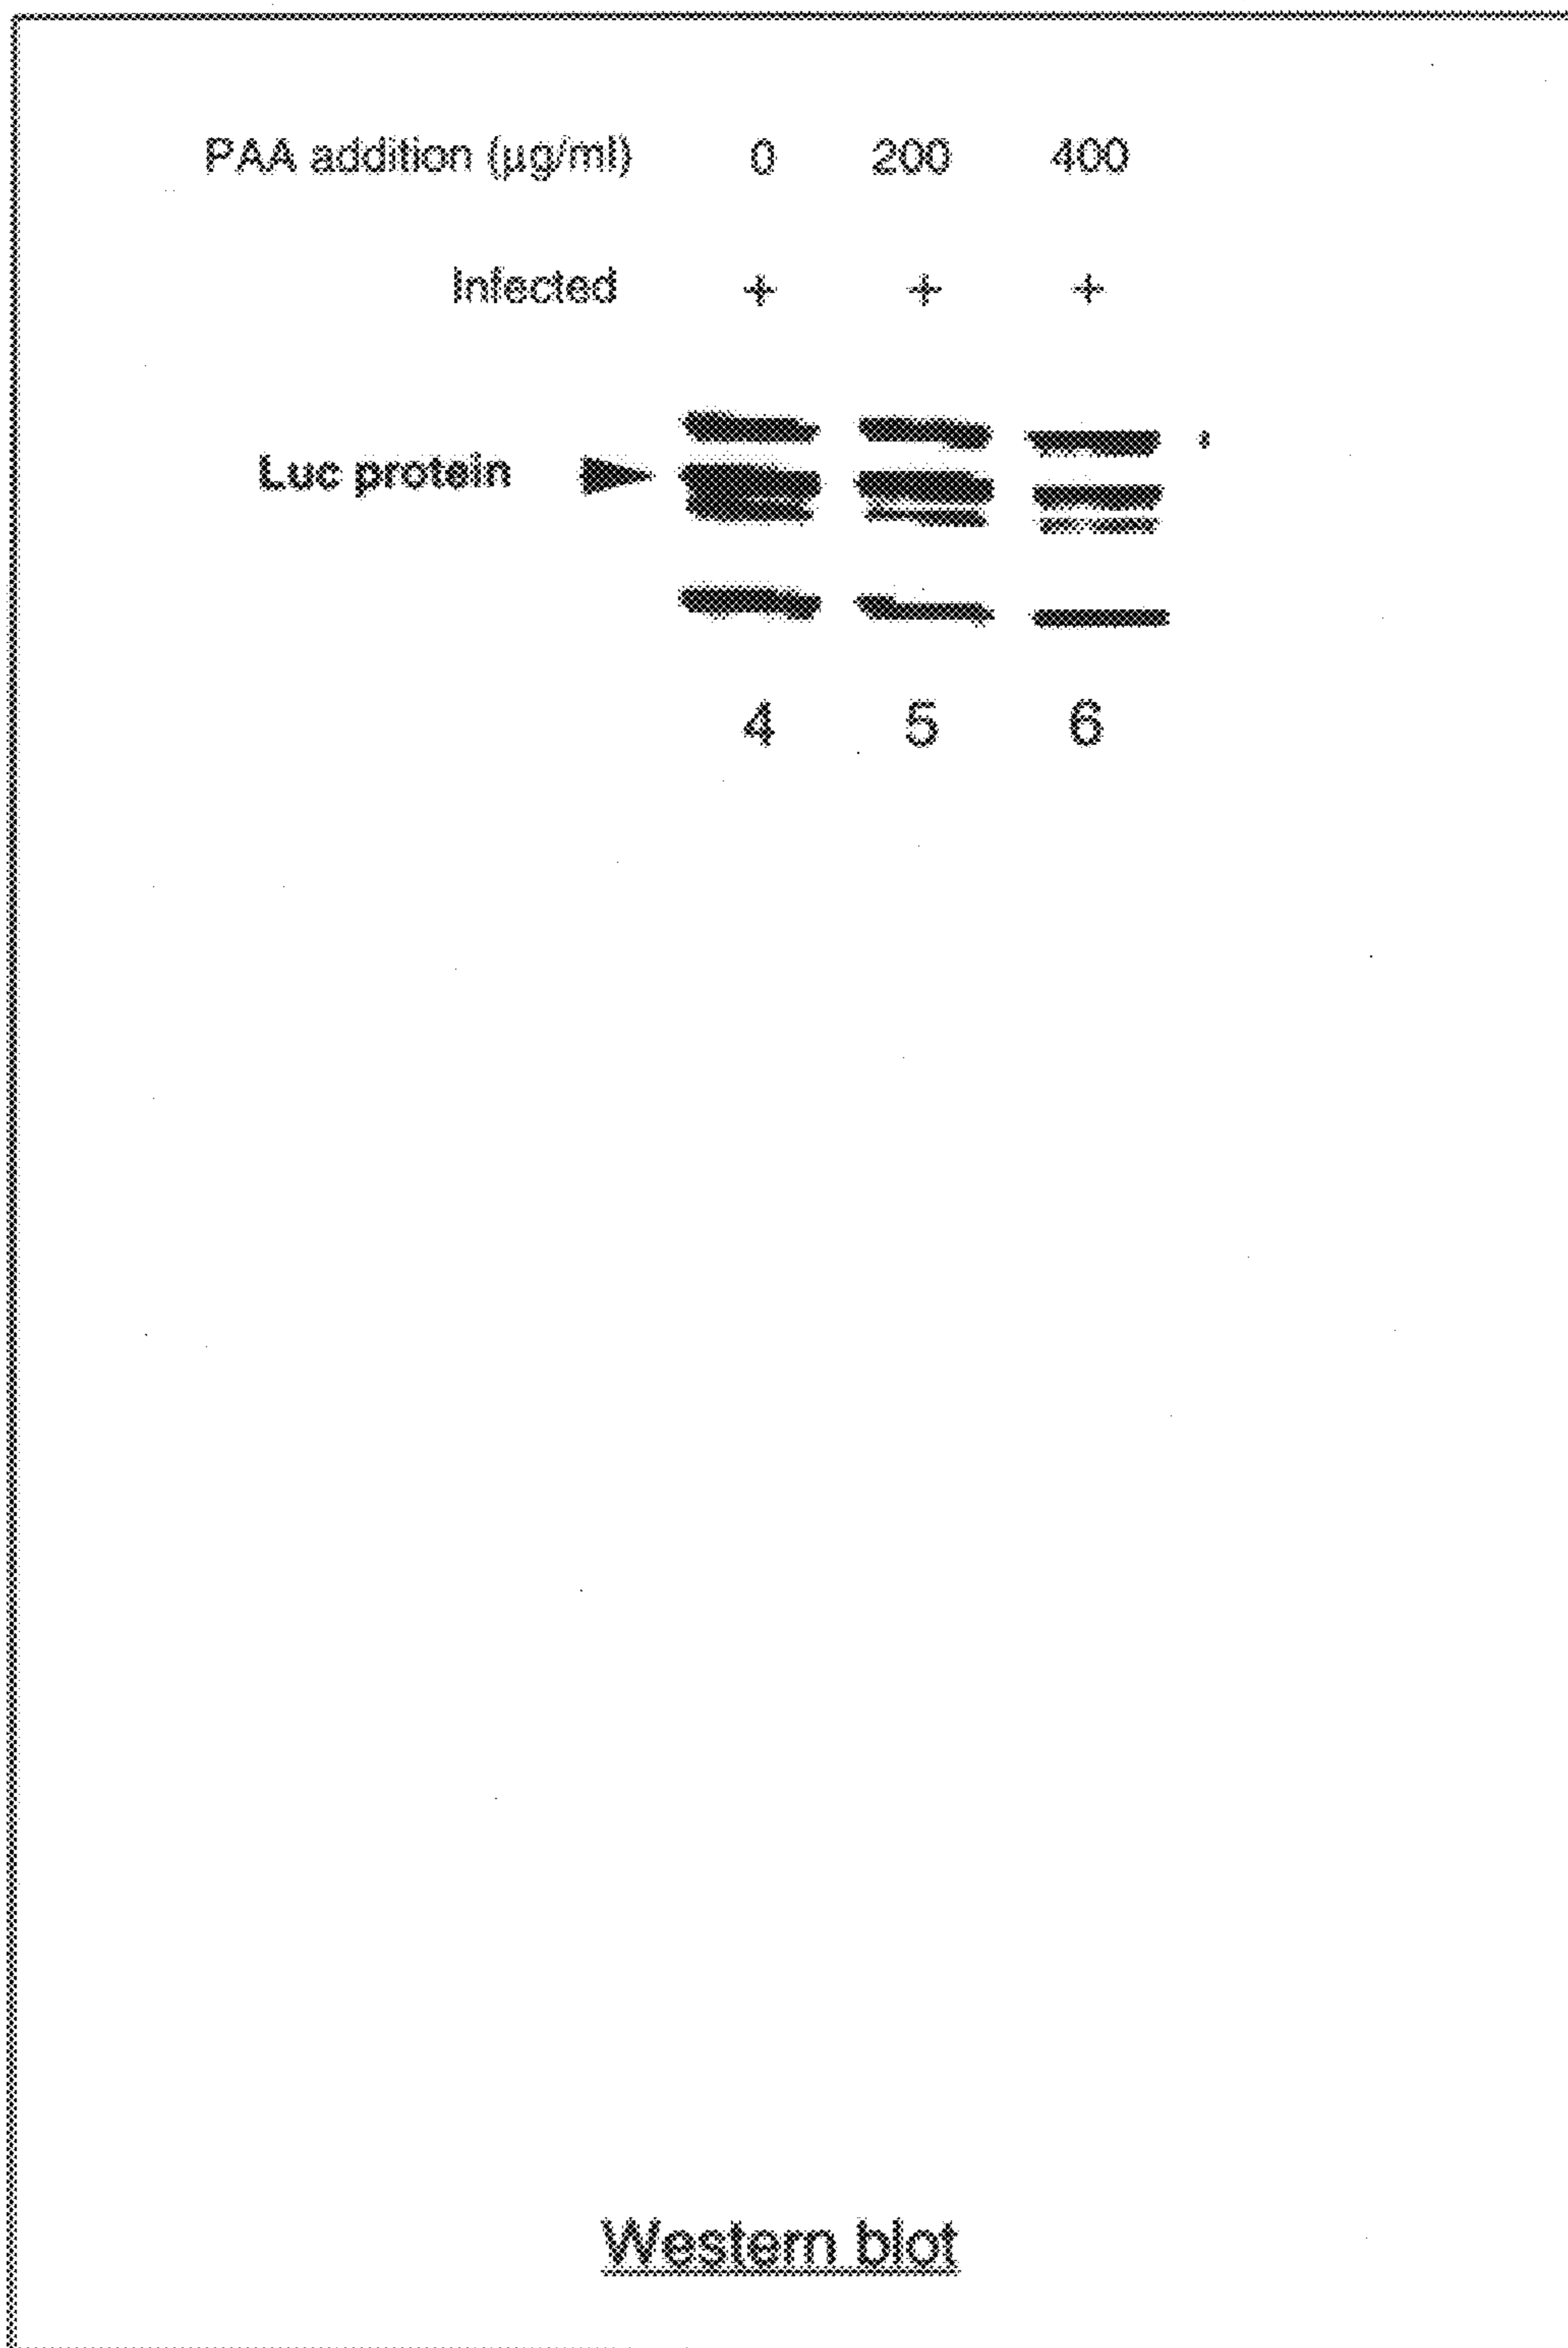 PAA addition (µg/ml) 0 200 400
Infected + + +
Luc protein
4 5 6
Western blot